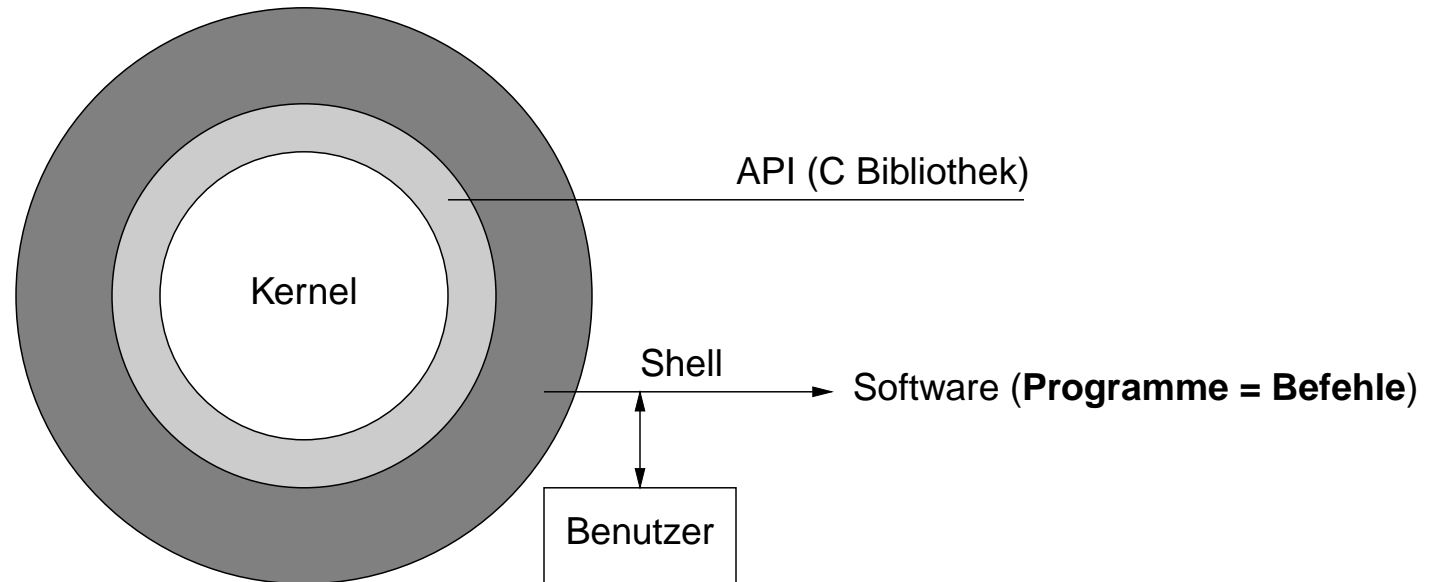 API (C Bibliothek)
Kernel
Shell
Software (Programme = Befehle)
Benutzer